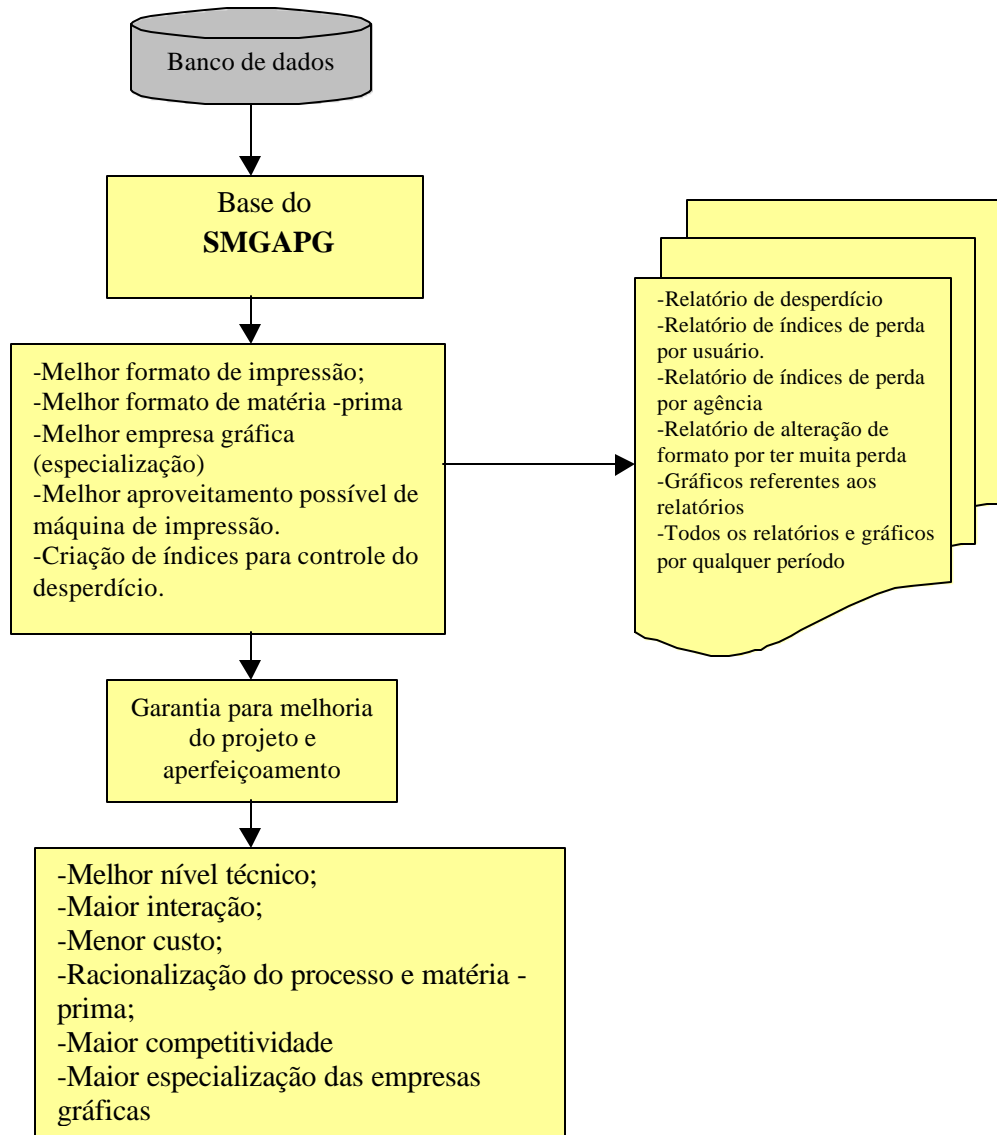 Banco de dados
Base do
SMGAPG
-Melhor formato de impressão;
-Melhor formato de matéria -prima
-Melhor empresa gráfica
(especialização)
-Melhor aproveitamento possível de
máquina de impressão.
-Criação de índices para controle do
desperdício.
-Relatório de desperdício
-Relatório de índices de perda
por usuário.
-Relatório de índices de perda
por agência
-Relatório de alteração de
formato por ter muita perda
-Gráficos referentes aos
relatórios
-Todos os relatórios e gráficos
por qualquer período
Garantia para melhoria
do projeto e
aperfeiçoamento
-Melhor nível técnico;
-Maior interação;
-Menor custo;
-Racionalização do processo e matéria -
prima;
-Maior competitividade
-Maior especialização das empresas
gráficas